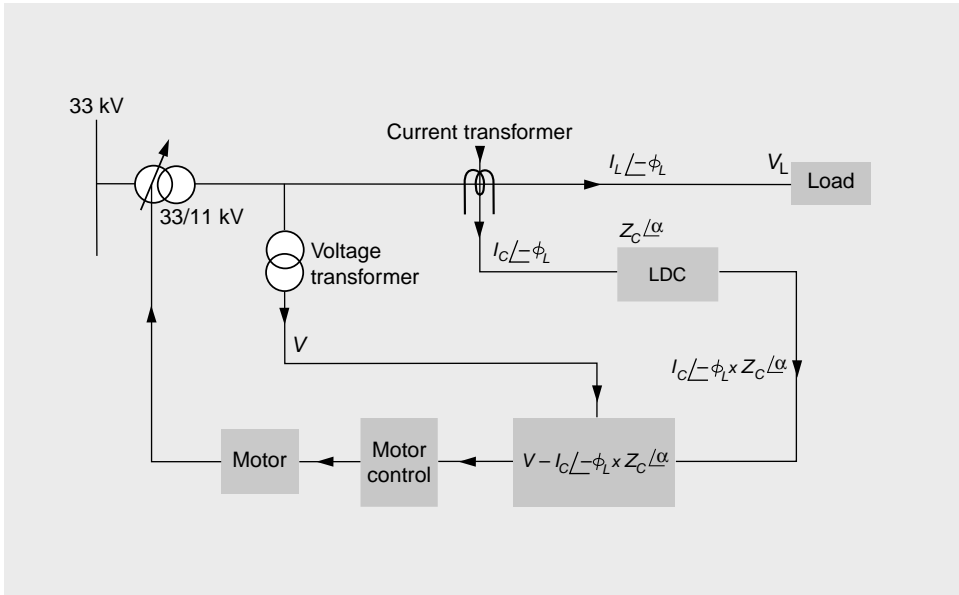 33 kV
Current transformer
I_L∠−ϕ_L
V_L
Load
33/11 kV
Z_C∠α
Voltage
transformer
I_C∠−ϕ_L
LDC
V
I_C∠−ϕ_L x Z_C∠α
Motor
Motor
control
V − I_C∠−ϕ_L x Z_C∠α